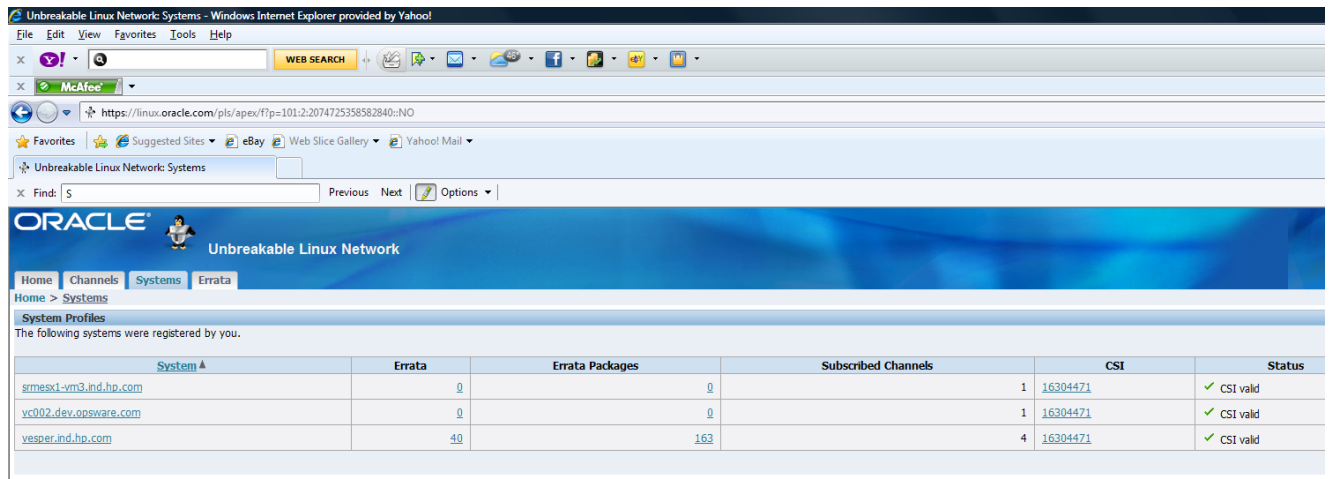 Unbreakable Linux Network: Systems - Windows Internet Explorer provided by Yahoo!
File Edit View Favorites Tools Help
x Y! WEB SEARCH 46° f eBY W
X McAfee
https://linux.oracle.com/pls/apex/f?p=101:2:2074725358582840::NO
Favorites Suggested Sites eBay Web Slice Gallery Yahoo! Mail
Unbreakable Linux Network: Systems
x Find: S Previous Next Options
ORACLE
Unbreakable Linux Network
Home Channels Systems Errata
Home > Systems
System Profiles
The following systems were registered by you.
System Errata Errata Packages Subscribed Channels CSI Status
srmesx1-vm3.ind.hp.com 0 0 1 16304471 CSI valid
vc002.dev.opsware.com 0 0 1 16304471 CSI valid
vesper.ind.hp.com 40 163 4 16304471 CSI valid